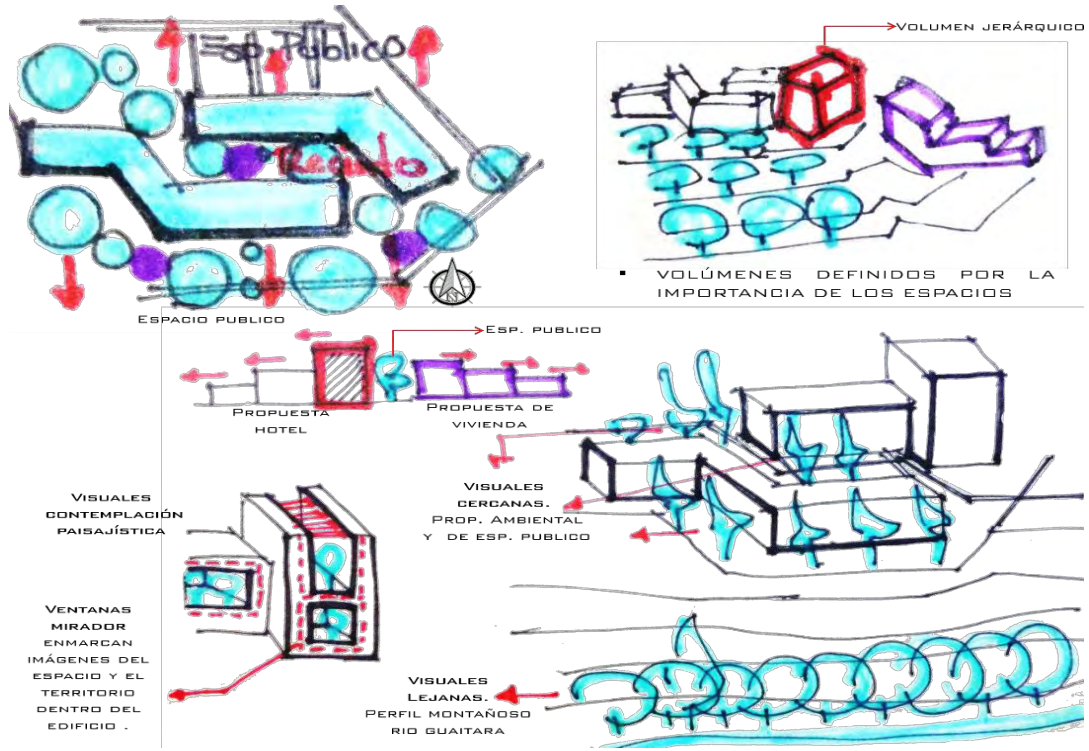 Esp. Público
Recinto
ESPACIO PUBLICO
N
VOLUMEN JERÁRQUICO
▪ VOLÚMENES DEFINIDOS POR LA
IMPORTANCIA DE LOS ESPACIOS
ESP. PUBLICO
PROPUESTA
HOTEL
PROPUESTA DE
VIVIENDA
VISUALES
CONTEMPLACIÓN
PAISAJÍSTICA
VENTANAS
MIRADOR
ENMARCAN
IMÁGENES DEL
ESPACIO Y EL
TERRITORIO
DENTRO DEL
EDIFICIO .
VISUALES
CERCANAS.
PROP. AMBIENTAL
Y DE ESP. PUBLICO
VISUALES
LEJANAS.
PERFIL MONTAÑOSO
RIO GUAITARA